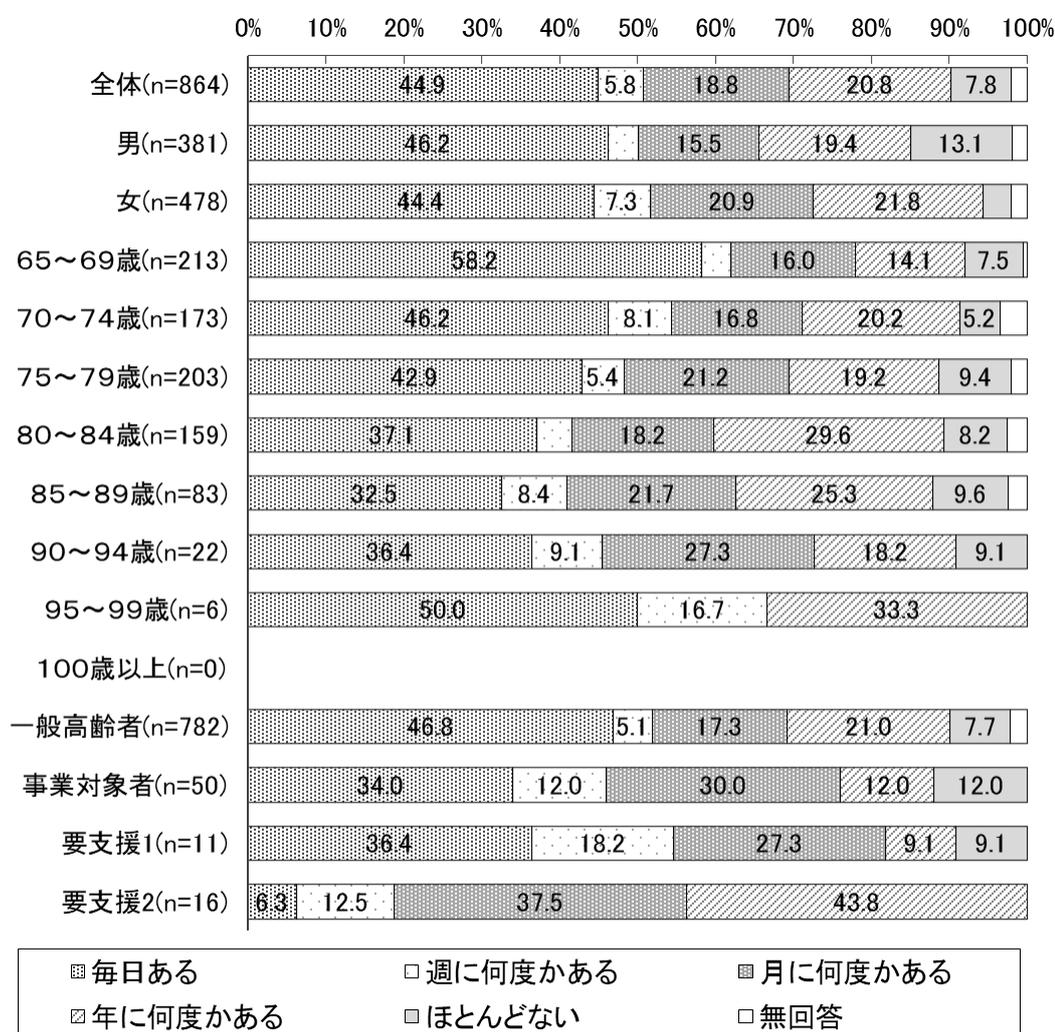 0% 10% 20% 30% 40% 50% 60% 70% 80% 90% 100%
全体(n=864) 44.9 5.8 18.8 20.8 7.8
男(n=381) 46.2 15.5 19.4 13.1
女(n=478) 44.4 7.3 20.9 21.8
65～69歳(n=213) 58.2 16.0 14.1 7.5
70～74歳(n=173) 46.2 8.1 16.8 20.2 5.2
75～79歳(n=203) 42.9 5.4 21.2 19.2 9.4
80～84歳(n=159) 37.1 18.2 29.6 8.2
85～89歳(n=83) 32.5 8.4 21.7 25.3 9.6
90～94歳(n=22) 36.4 9.1 27.3 18.2 9.1
95～99歳(n=6) 50.0 16.7 33.3
100歳以上(n=0)
一般高齢者(n=782) 46.8 5.1 17.3 21.0 7.7
事業対象者(n=50) 34.0 12.0 30.0 12.0 12.0
要支援1(n=11) 36.4 18.2 27.3 9.1 9.1
要支援2(n=16) 6.3 12.5 37.5 43.8
毎日ある 週に何度かある 月に何度かある
年に何度かある ほとんどない 無回答